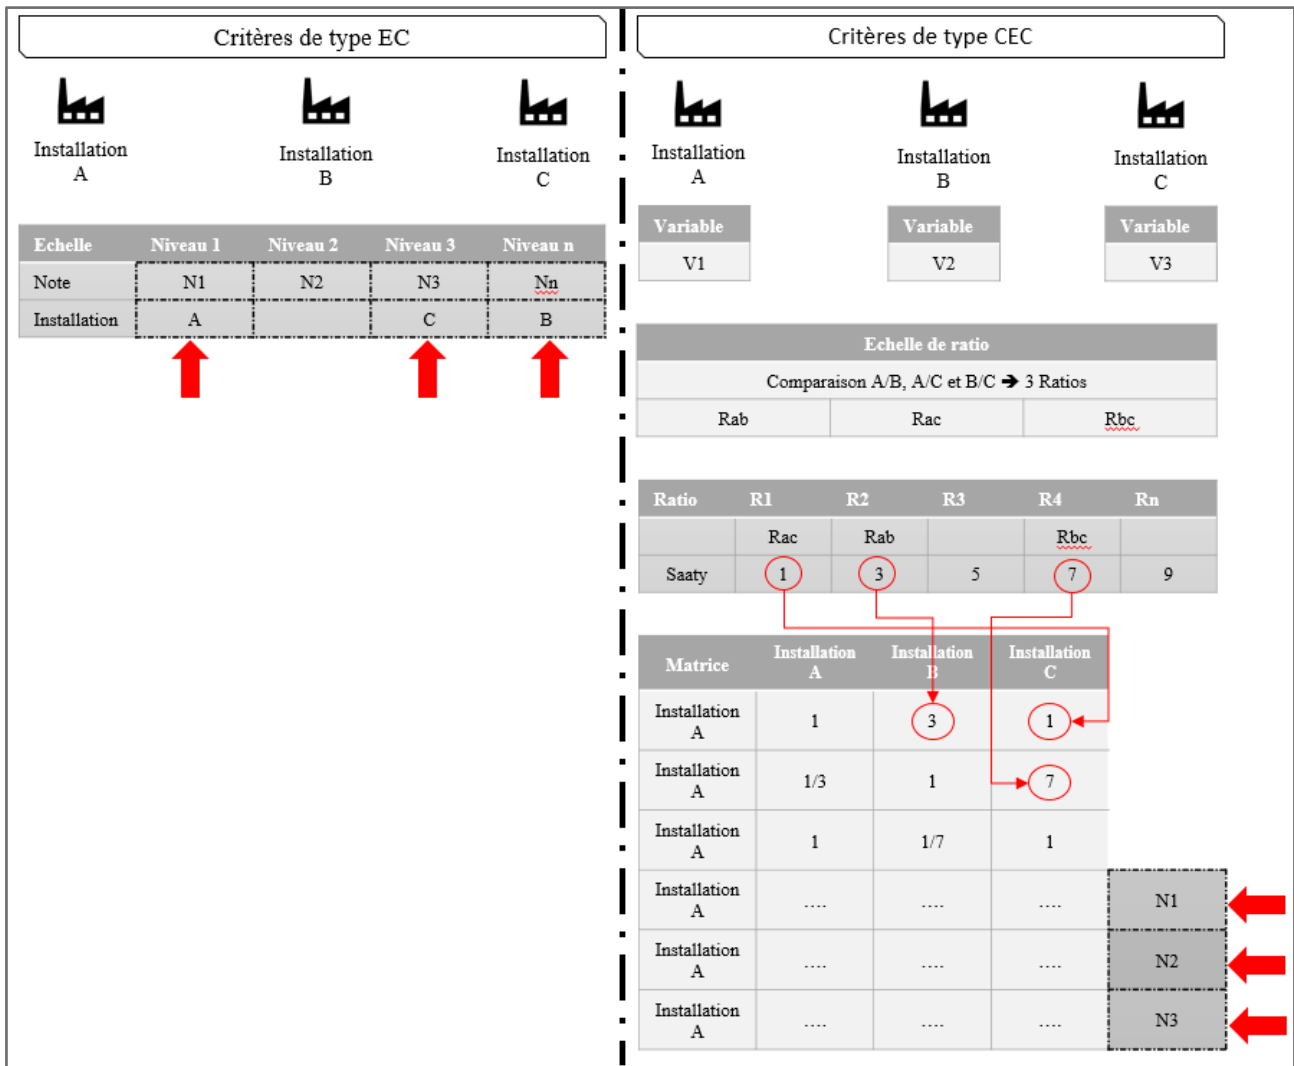 Critères de type EC
Installation
A
Installation
B
Installation
C
Echelle Niveau 1 Niveau 2 Niveau 3 Niveau n
Note N1 N2 N3 Nn
Installation A C B
Critères de type CEC
Installation
A
Installation
B
Installation
C
Variable Variable Variable
V1 V2 V3
Echelle de ratio
Comparaison A/B, A/C et B/C ➔ 3 Ratios
Rab Rac Rbc
Ratio R1 R2 R3 R4 Rn
Rac Rab Rbc
Saaty 1 3 5 7 9
Matrice Installation A Installation B Installation C
Installation
A 1 3 1
Installation
A 1/3 1 7
Installation
A 1 1/7 1
Installation
A .... .... .... N1
Installation
A .... .... .... N2
Installation
A .... .... .... N3